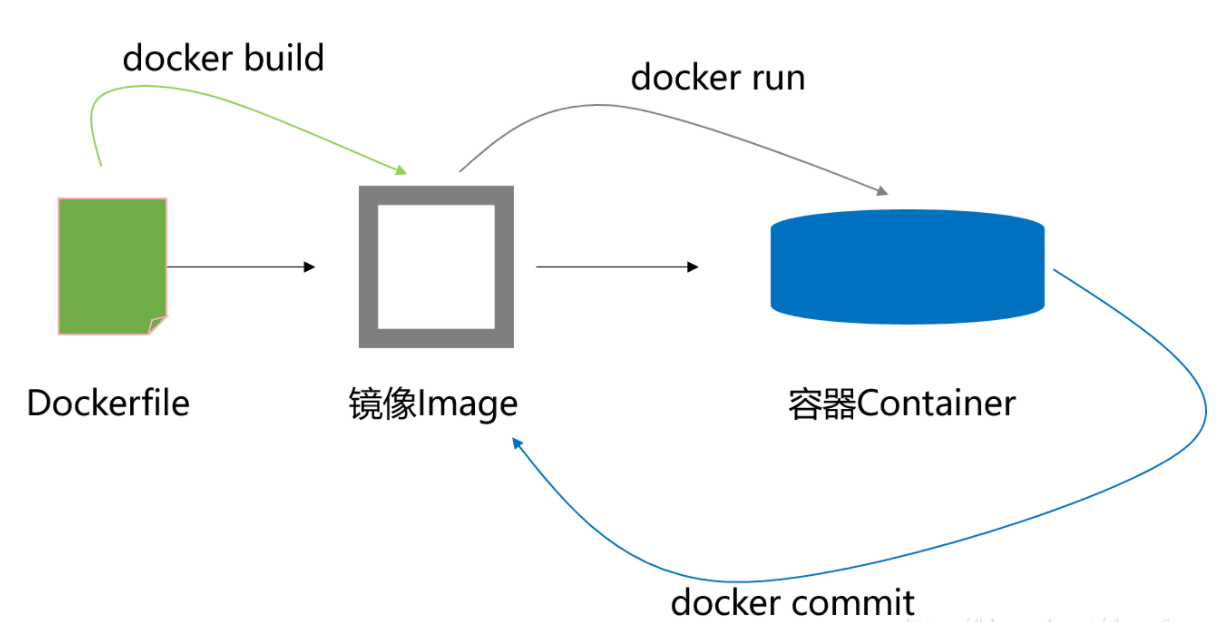 docker build
docker run
Dockerfile
镜像Image
容器Container
docker commit